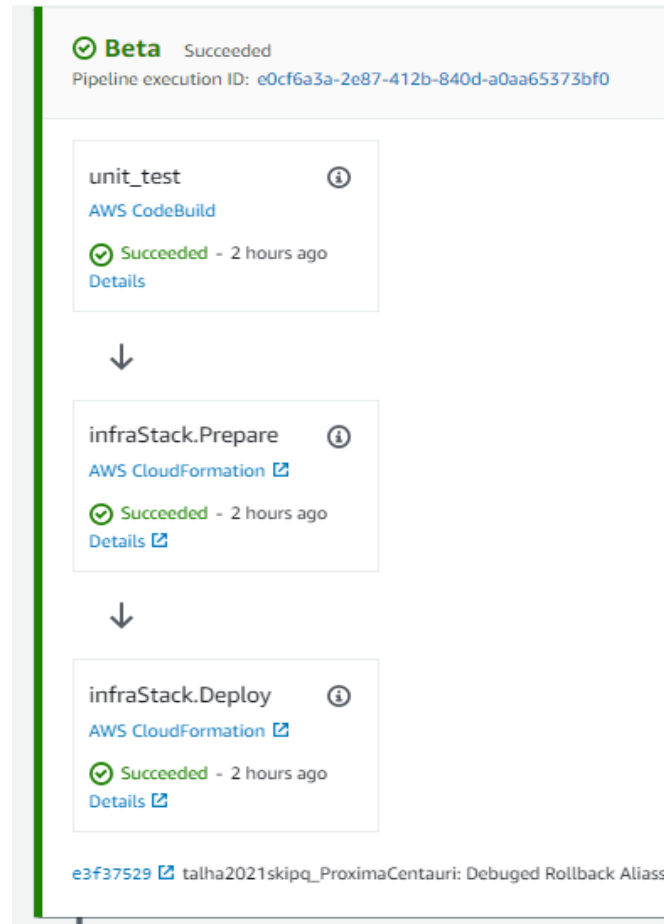 Beta Succeeded
Pipeline execution ID: e0cf6a3a-2e87-412b-840d-a0aa65373bf0
unit_test
AWS CodeBuild
Succeeded - 2 hours ago
Details
infraStack.Prepare
AWS CloudFormation
Succeeded - 2 hours ago
Details
infraStack.Deploy
AWS CloudFormation
Succeeded - 2 hours ago
Details
e3f37529 talha2021skipq_ProximaCentauri: Debuged Rollback Aliass